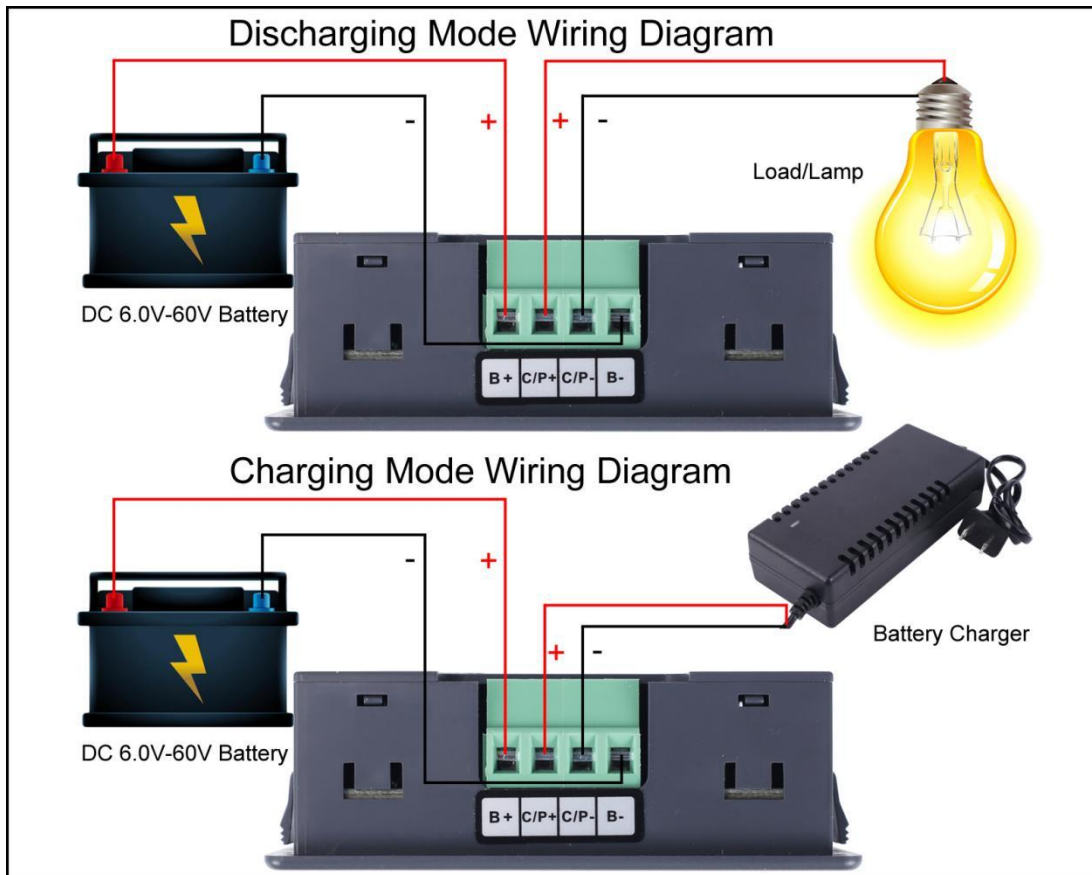 Discharging Mode Wiring Diagram
- + + -
Load/Lamp
DC 6.0V-60V Battery
B+ C/P+ C/P- B-
Charging Mode Wiring Diagram
- + + -
Battery Charger
DC 6.0V-60V Battery
B+ C/P+ C/P- B-